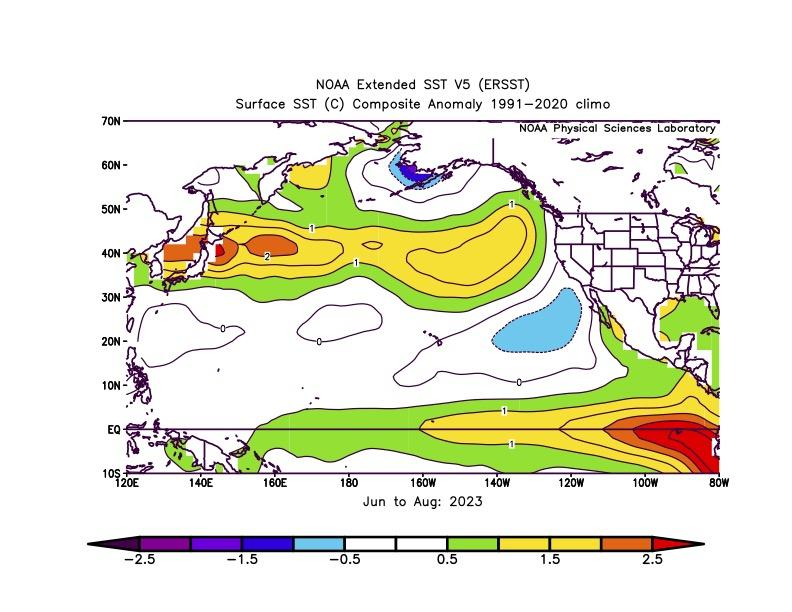 NOAA Extended SST V5 (ERSST)
Surface SST (C) Composite Anomaly 1991-2020 climo
NOAA Physical Sciences Laboratory
70N
60N
50N
40N
30N
20N
10N
EQ
10S
1
1
1
2
0
0
0
1
1
120E 140E 160E 180 160W 140W 120W 100W 80W
Jun to Aug: 2023
-2.5 -1.5 -0.5 0.5 1.5 2.5